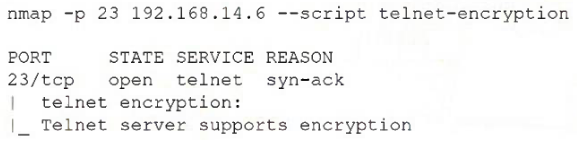 nmap -p 23 192.168.14.6 --script telnet-encryption
PORT STATE SERVICE REASON
23/tcp open telnet syn-ack
| telnet encryption:
|_ Telnet server supports encryption